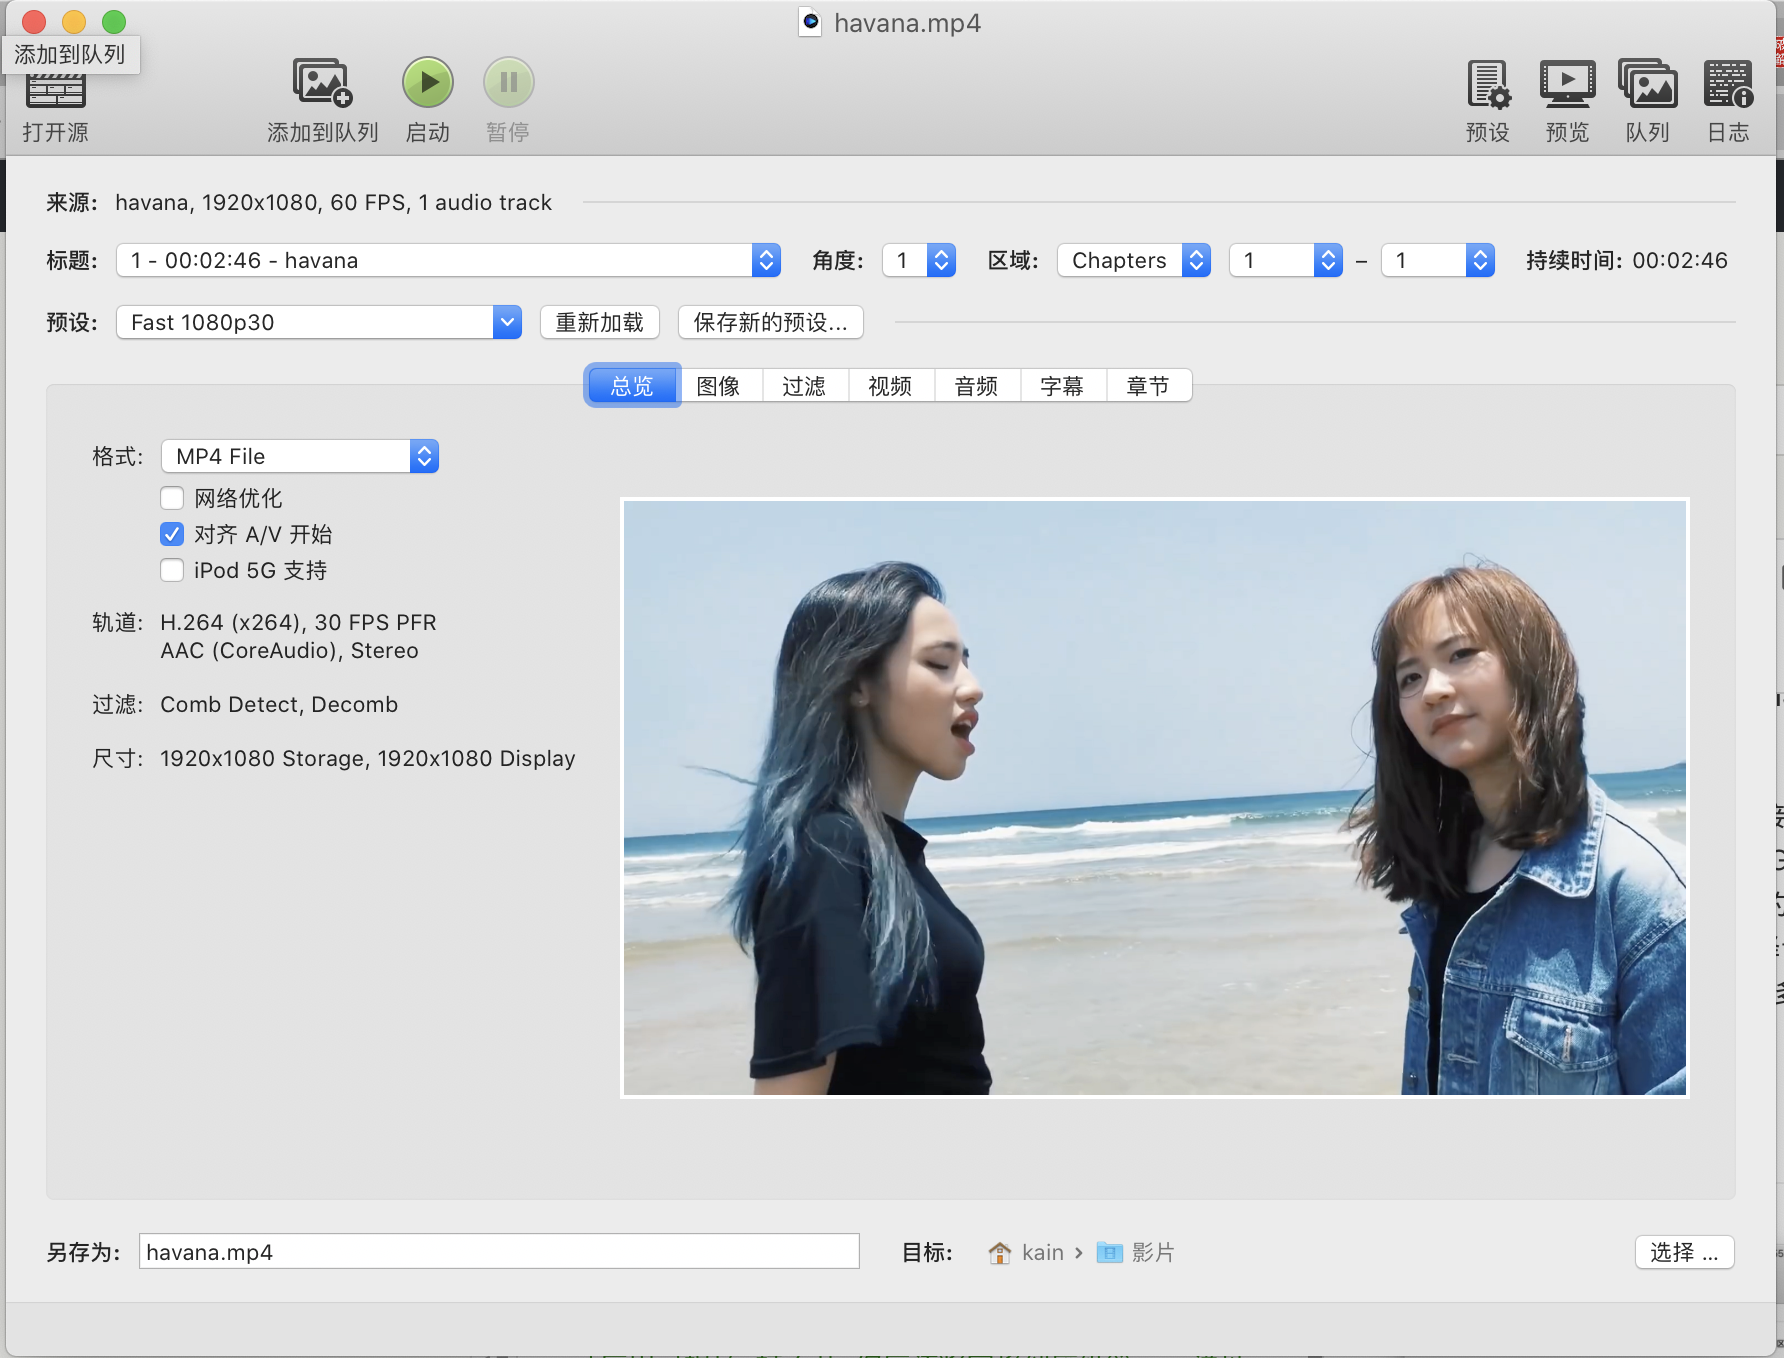 havana.mp4
添加到队列
打开源
添加到队列
启动
暂停
预设
预览
队列
日志
来源: havana, 1920x1080, 60 FPS, 1 audio track
标题: 1 - 00:02:46 - havana 角度: 1 区域: Chapters 1 – 1 持续时间: 00:02:46
预设: Fast 1080p30 重新加载 保存新的预设...
总览 图像 过滤 视频 音频 字幕 章节
格式: MP4 File
网络优化
对齐 A/V 开始
iPod 5G 支持
轨道: H.264 (x264), 30 FPS PFR
AAC (CoreAudio), Stereo
过滤: Comb Detect, Decomb
尺寸: 1920x1080 Storage, 1920x1080 Display
另存为: havana.mp4 目标: kain › 影片 选择 ...